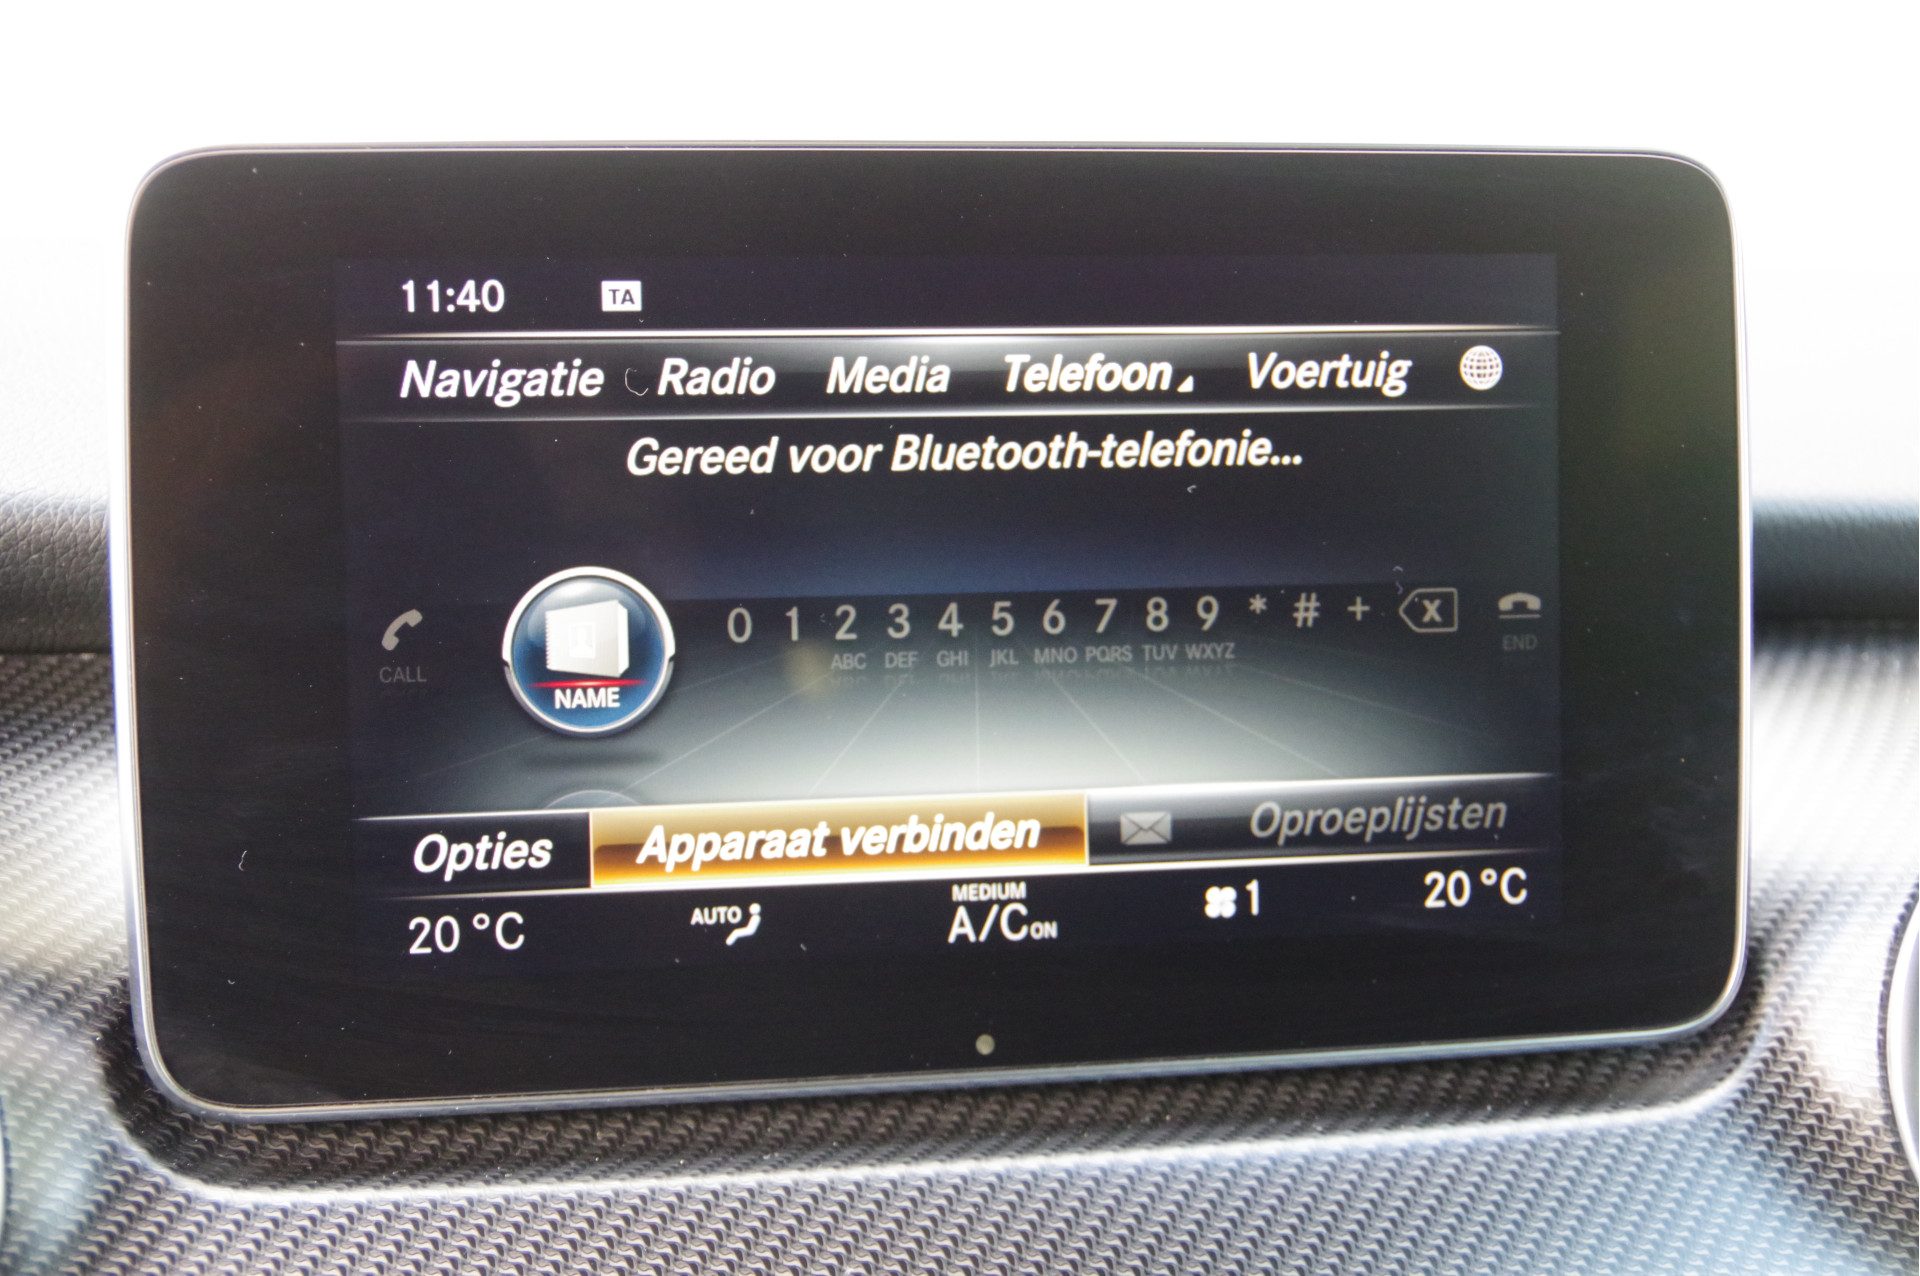 11:40 TA
Navigatie Radio Media Telefoon Voertuig
Gereed voor Bluetooth-telefonie...
0 1 2 3 4 5 6 7 8 9 * # + X
ABC DEF GHI JKL MNO PQRS TUV WXYZ
CALL NAME END
Opties Apparaat verbinden Oproeplijsten
20 °C AUTO MEDIUM 1 20 °C
A/C ON